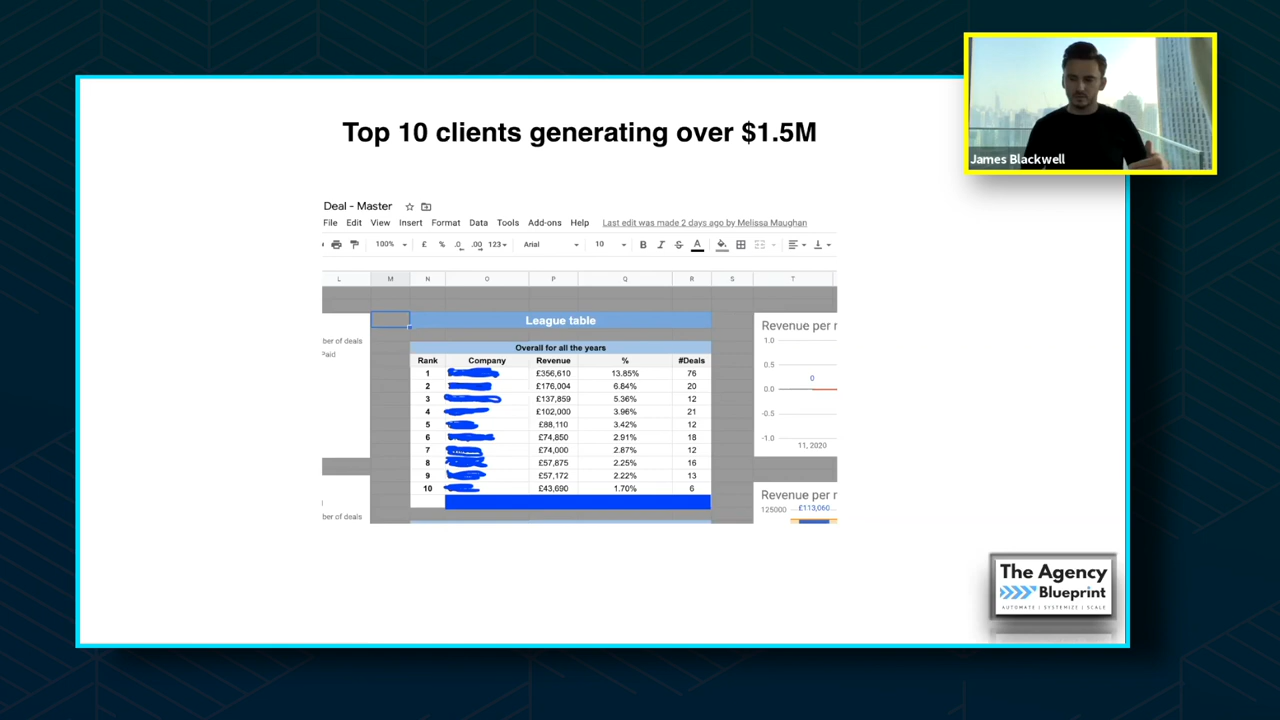 Top 10 clients generating over $1.5M
James Blackwell
Deal - Master
File Edit View Insert Format Data Tools Add-ons Help Last edit was made 2 days ago by Melissa Maughan
100% £ % .0 .00 123 Arial 10 B I S A
L M N O P Q R S T
League table
Overall for all the years
Rank Company Revenue % #Deals
1 £356,610 13.85% 76
2 £176,004 6.84% 20
3 £137,859 5.36% 12
4 £102,000 3.96% 21
5 £88,110 3.42% 12
6 £74,850 2.91% 18
7 £74,000 2.87% 12
8 £57,875 2.25% 16
9 £57,172 2.22% 13
10 £43,690 1.70% 6
ber of deals
Paid
er of deals
Revenue per r
1.0
0.5
0
0.0
-0.5
-1.0
11, 2020
Revenue per r
125000 £113,060
The Agency
Blueprint
AUTOMATE | SYSTEMIZE | SCALE